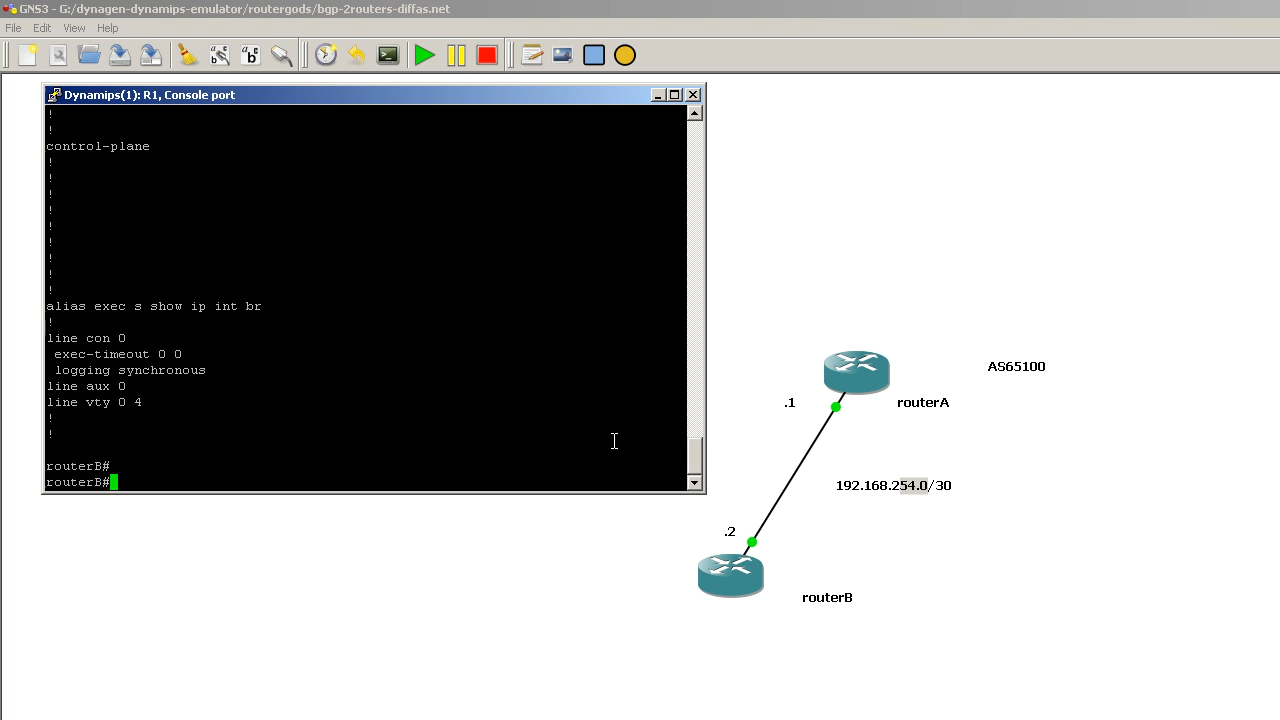 GNS3 - G:/dynagen-dynamips-emulator/routergods/bgp-2routers-diffas.net
File Edit View Help
Dynamips(1): R1, Console port
!
!
control-plane
!
!
!
!
!
!
!
!
!
alias exec s show ip int br
!
line con 0
exec-timeout 0 0
logging synchronous
line aux 0
line vty 0 4
!
!
routerB#
routerB#
AS65100
.1
routerA
192.168.254.0/30
.2
routerB